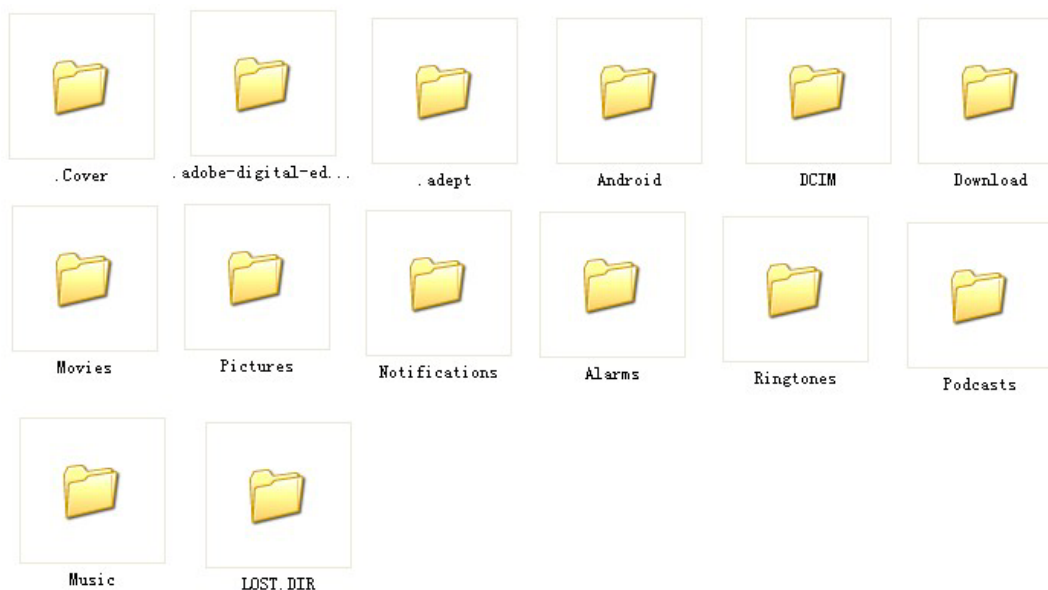 .Cover
.adobe-digital-ed...
.adept
Android
DCIM
Download
Movies
Pictures
Notifications
Alarms
Ringtones
Podcasts
Music
LOST.DIR